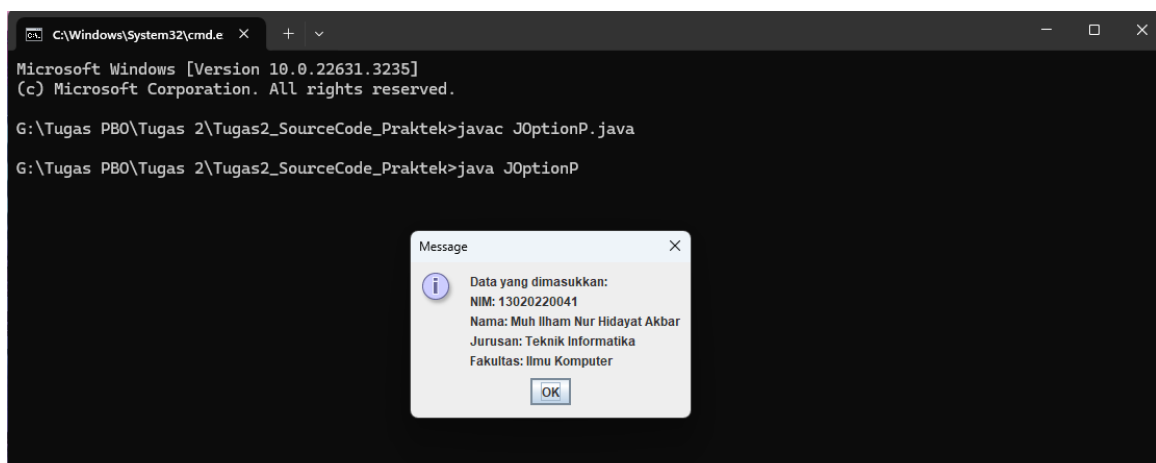 C:\Windows\System32\cmd.e
Microsoft Windows [Version 10.0.22631.3235]
(c) Microsoft Corporation. All rights reserved.
G:\Tugas PBO\Tugas 2\Tugas2_SourceCode_Praktek>javac JOptionP.java
G:\Tugas PBO\Tugas 2\Tugas2_SourceCode_Praktek>java JOptionP
Message
Data yang dimasukkan:
NIM: 13020220041
Nama: Muh Ilham Nur Hidayat Akbar
Jurusan: Teknik Informatika
Fakultas: Ilmu Komputer
OK